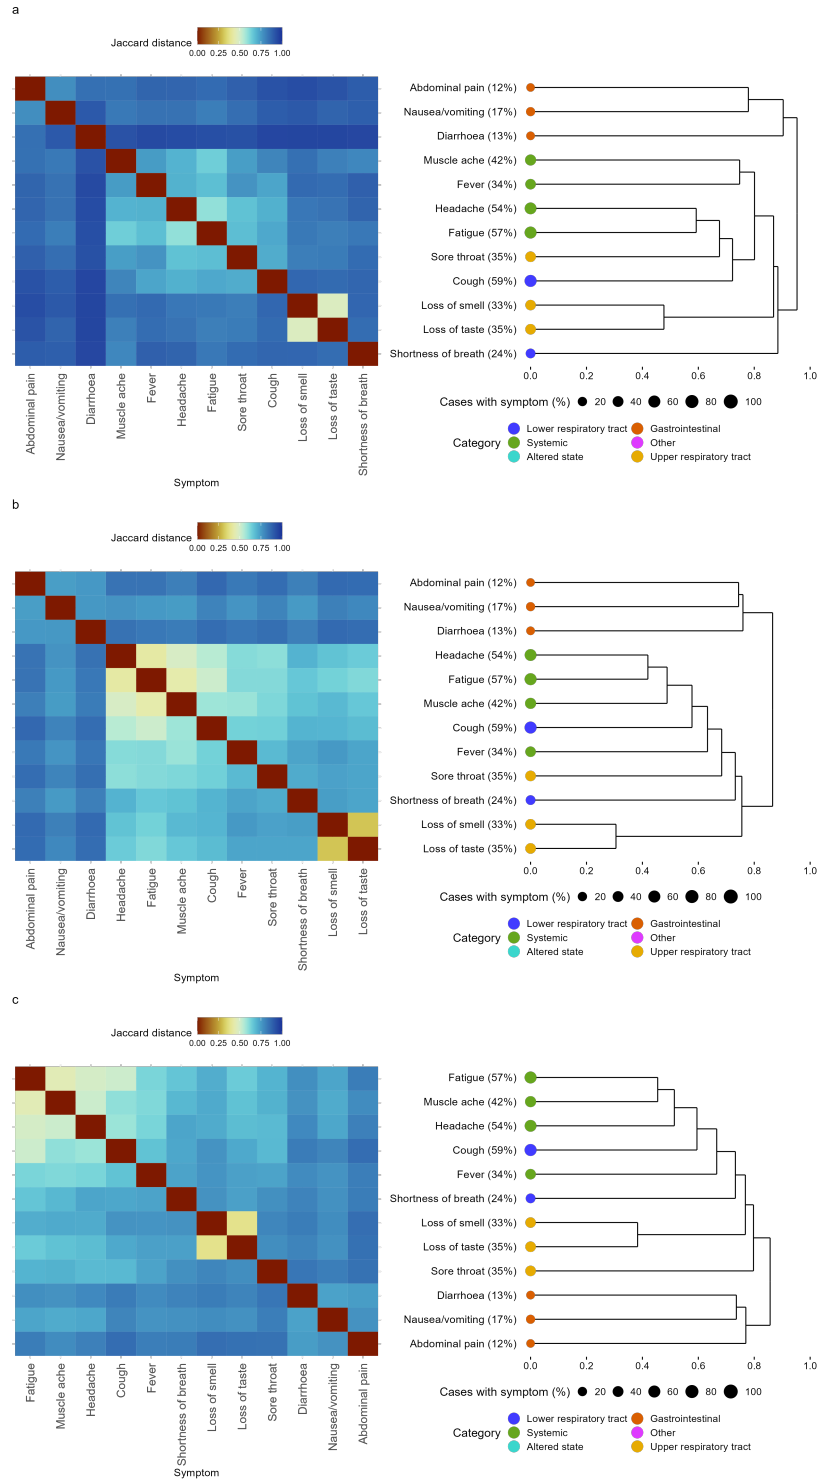 a
Jaccard distance
0.00 0.25 0.50 0.75 1.00
Abdominal pain (12%)
Nausea/vomiting (17%)
Diarrhoea (13%)
Muscle ache (42%)
Fever (34%)
Headache (54%)
Fatigue (57%)
Sore throat (35%)
Cough (59%)
Loss of smell (33%)
Loss of taste (35%)
Shortness of breath (24%)
0.0 0.2 0.4 0.6 0.8 1.0
Abdominal pain
Nausea/vomiting
Diarrhoea
Muscle ache
Fever
Headache
Fatigue
Sore throat
Cough
Loss of smell
Loss of taste
Shortness of breath
Symptom
Cases with symptom (%) 20 40 60 80 100
Category
Lower respiratory tract Gastrointestinal
Systemic Other
Altered state Upper respiratory tract
b
Jaccard distance
0.00 0.25 0.50 0.75 1.00
Abdominal pain (12%)
Nausea/vomiting (17%)
Diarrhoea (13%)
Headache (54%)
Fatigue (57%)
Muscle ache (42%)
Cough (59%)
Fever (34%)
Sore throat (35%)
Shortness of breath (24%)
Loss of smell (33%)
Loss of taste (35%)
0.0 0.2 0.4 0.6 0.8 1.0
Abdominal pain
Nausea/vomiting
Diarrhoea
Headache
Fatigue
Muscle ache
Cough
Fever
Sore throat
Shortness of breath
Loss of smell
Loss of taste
Symptom
Cases with symptom (%) 20 40 60 80 100
Category
Lower respiratory tract Gastrointestinal
Systemic Other
Altered state Upper respiratory tract
c
Jaccard distance
0.00 0.25 0.50 0.75 1.00
Fatigue (57%)
Muscle ache (42%)
Headache (54%)
Cough (59%)
Fever (34%)
Shortness of breath (24%)
Loss of smell (33%)
Loss of taste (35%)
Sore throat (35%)
Diarrhoea (13%)
Nausea/vomiting (17%)
Abdominal pain (12%)
0.0 0.2 0.4 0.6 0.8 1.0
Fatigue
Muscle ache
Headache
Cough
Fever
Shortness of breath
Loss of smell
Loss of taste
Sore throat
Diarrhoea
Nausea/vomiting
Abdominal pain
Symptom
Cases with symptom (%) 20 40 60 80 100
Category
Lower respiratory tract Gastrointestinal
Systemic Other
Altered state Upper respiratory tract